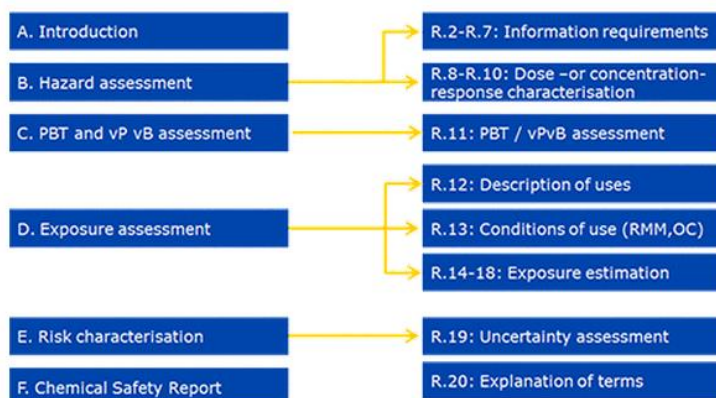 A. Introduction
R.2-R.7: Information requirements
B. Hazard assessment
R.8-R.10: Dose –or concentration-
response characterisation
C. PBT and vP vB assessment
R.11: PBT / vPvB assessment
R.12: Description of uses
D. Exposure assessment
R.13: Conditions of use (RMM,OC)
R.14-18: Exposure estimation
E. Risk characterisation
R.19: Uncertainty assessment
F. Chemical Safety Report
R.20: Explanation of terms